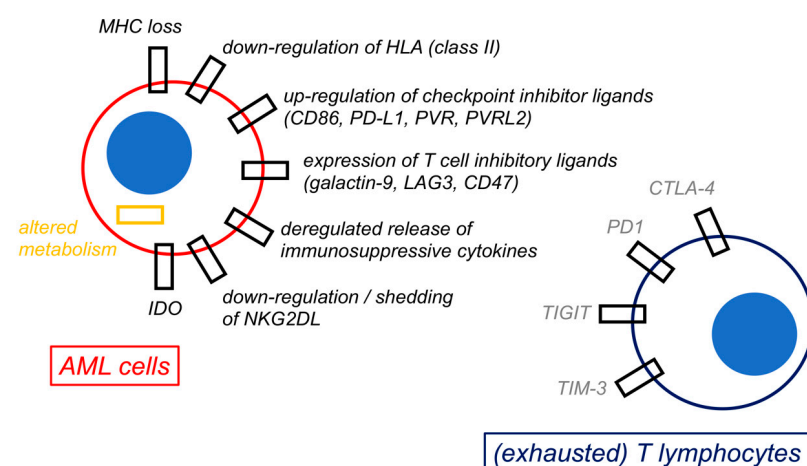 MHC loss
down-regulation of HLA (class II)
up-regulation of checkpoint inhibitor ligands
(CD86, PD-L1, PVR, PVRL2)
expression of T cell inhibitory ligands
(galactin-9, LAG3, CD47)
deregulated release of
immunosuppressive cytokines
down-regulation / shedding
of NKG2DL
IDO
altered
metabolism
AML cells
CTLA-4
PD1
TIGIT
TIM-3
(exhausted) T lymphocytes